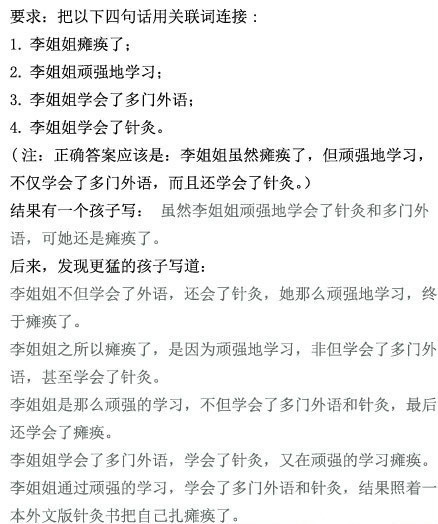 要求：把以下四句话用关联词连接：
1. 李姐姐瘫痪了；
2. 李姐姐顽强地学习；
3. 李姐姐学会了多门外语；
4. 李姐姐学会了针灸。
（注：正确答案应该是：李姐姐虽然瘫痪了，但顽强地学习，
不仅学会了多门外语，而且还学会了针灸。）
结果有一个孩子写： 虽然李姐姐顽强地学会了针灸和多门外
语，可她还是瘫痪了。
后来，发现更猛的孩子写道：
李姐姐不但学会了外语，还会了针灸，她那么顽强地学习，终
于瘫痪了。
李姐姐之所以瘫痪了，是因为顽强地学习，非但学会了多门外
语，甚至学会了针灸。
李姐姐是那么顽强的学习，不但学会了多门外语和针灸，最后
还学会了瘫痪。
李姐姐学会了多门外语，学会了针灸，又在顽强的学习瘫痪。
李姐姐通过顽强的学习，学会了多门外语和针灸，结果照着一
本外文版针灸书把自己扎瘫痪了。